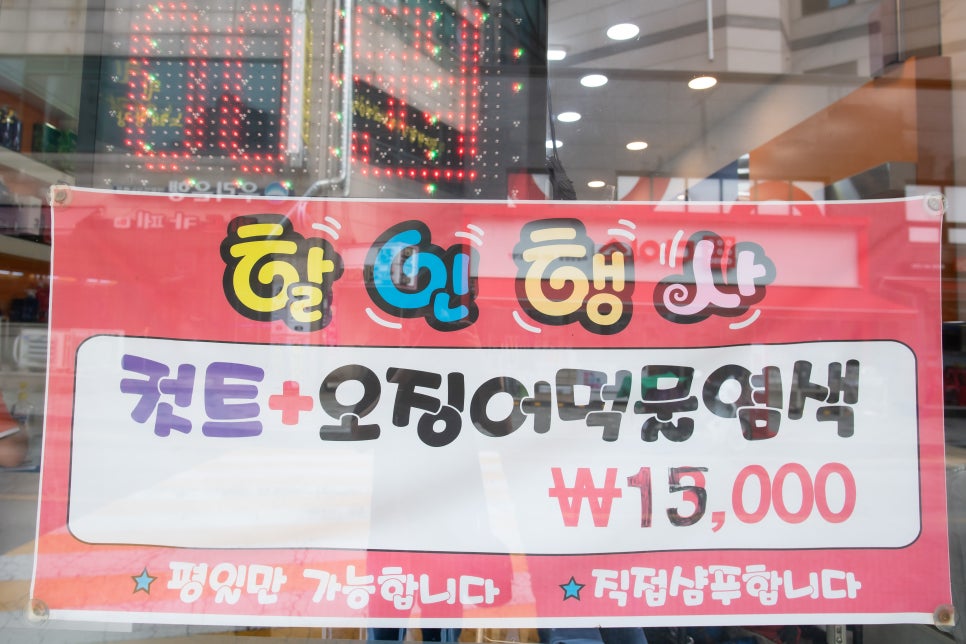 할인행사
컷트+오징어먹물염색
₩15,000
평일만 가능합니다
직접샴푸합니다